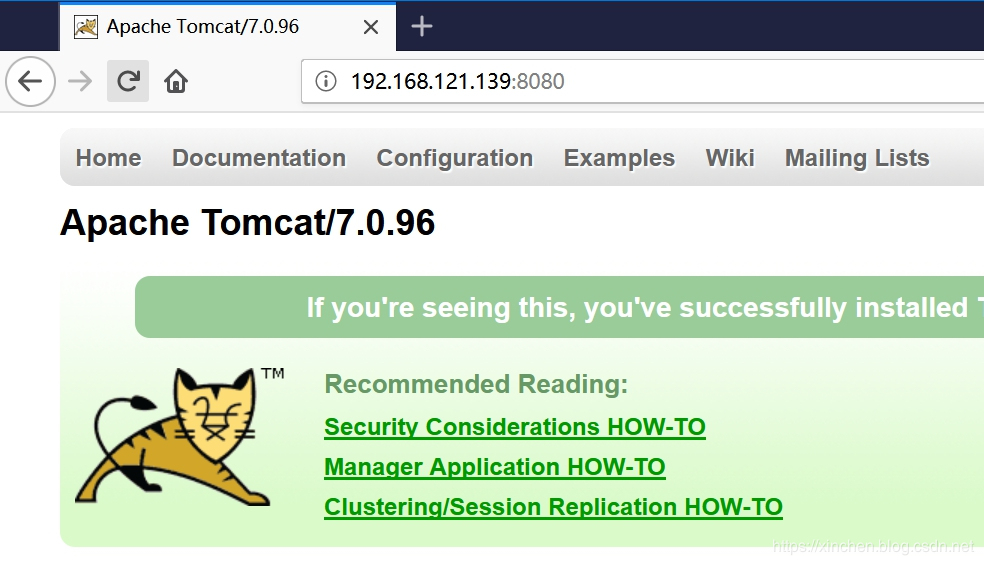 Apache Tomcat/7.0.96
192.168.121.139:8080
Home Documentation Configuration Examples Wiki Mailing Lists
Apache Tomcat/7.0.96
If you're seeing this, you've successfully installed T
TM
Recommended Reading:
Security Considerations HOW-TO
Manager Application HOW-TO
Clustering/Session Replication HOW-TO
https://xinchen.blog.csdn.net